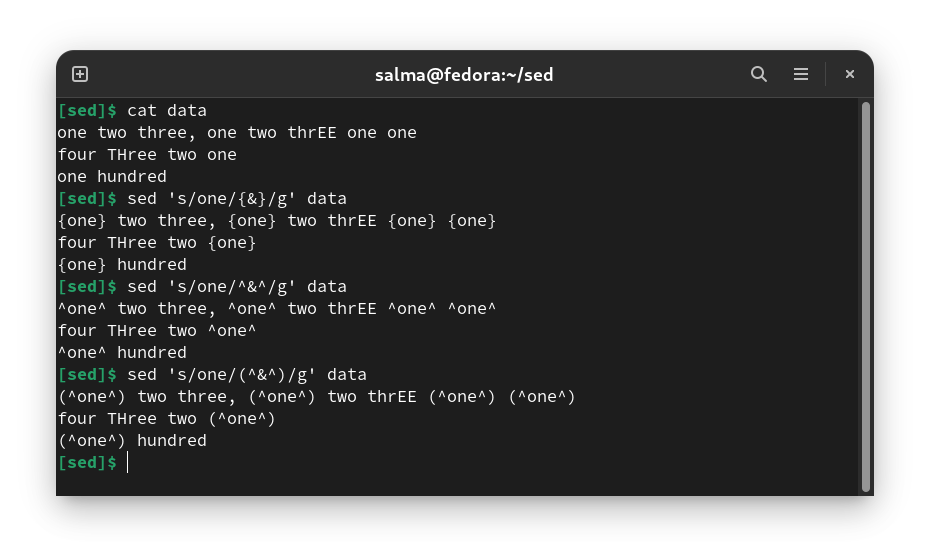 salma@fedora:~/sed
[sed]$ cat data
one two three, one two thrEE one one
four THree two one
one hundred
[sed]$ sed 's/one/{&}/g' data
{one} two three, {one} two thrEE {one} {one}
four THree two {one}
{one} hundred
[sed]$ sed 's/one/^&^/g' data
^one^ two three, ^one^ two thrEE ^one^ ^one^
four THree two ^one^
^one^ hundred
[sed]$ sed 's/one/(^&^)/g' data
(^one^) two three, (^one^) two thrEE (^one^) (^one^)
four THree two (^one^)
(^one^) hundred
[sed]$